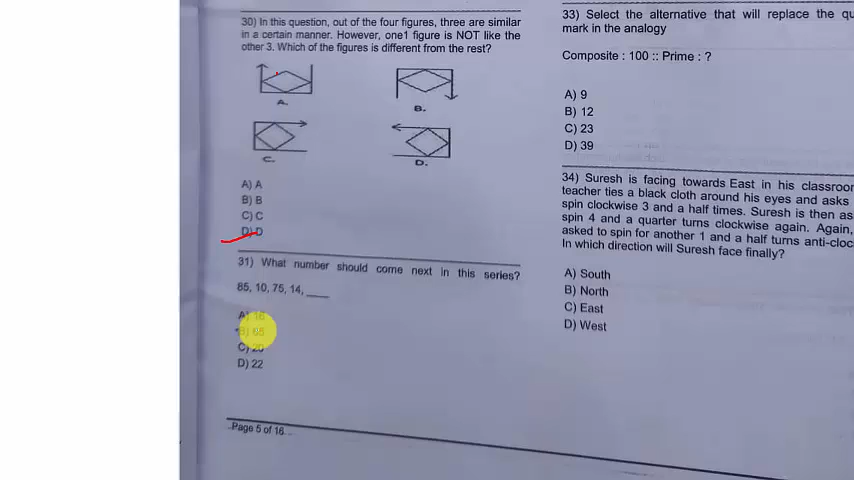 30) In this question, out of the four figures, three are similar
in a certain manner. However, one1 figure is NOT like the
other 3. Which of the figures is different from the rest?
A.
B.
C.
D.
A) A
B) B
C) C
D) D
31) What number should come next in this series?
85, 10, 75, 14, ____
A) 16
B) 65
C) 20
D) 22
Page 5 of 16
33) Select the alternative that will replace the qu
mark in the analogy
Composite : 100 :: Prime : ?
A) 9
B) 12
C) 23
D) 39
34) Suresh is facing towards East in his classroor
teacher ties a black cloth around his eyes and asks
spin clockwise 3 and a half times. Suresh is then as
spin 4 and a quarter turns clockwise again. Again,
asked to spin for another 1 and a half turns anti-cloc
In which direction will Suresh face finally?
A) South
B) North
C) East
D) West